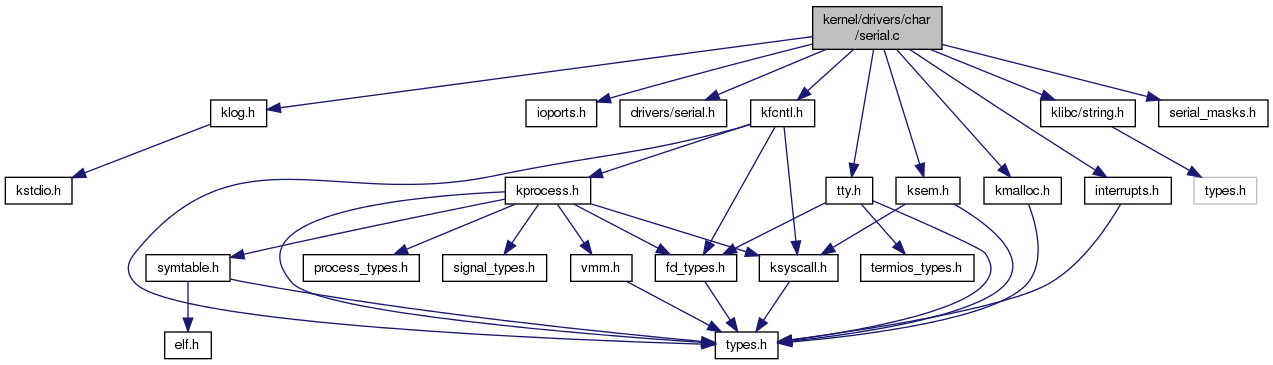 kernel/drivers/char
/serial.c
klog.h
ioports.h
drivers/serial.h
kfcntl.h
klibc/string.h
serial_masks.h
kstdio.h
kprocess.h
tty.h
ksem.h
kmalloc.h
interrupts.h
types.h
symtable.h
process_types.h
signal_types.h
vmm.h
fd_types.h
ksyscall.h
termios_types.h
elf.h
types.h